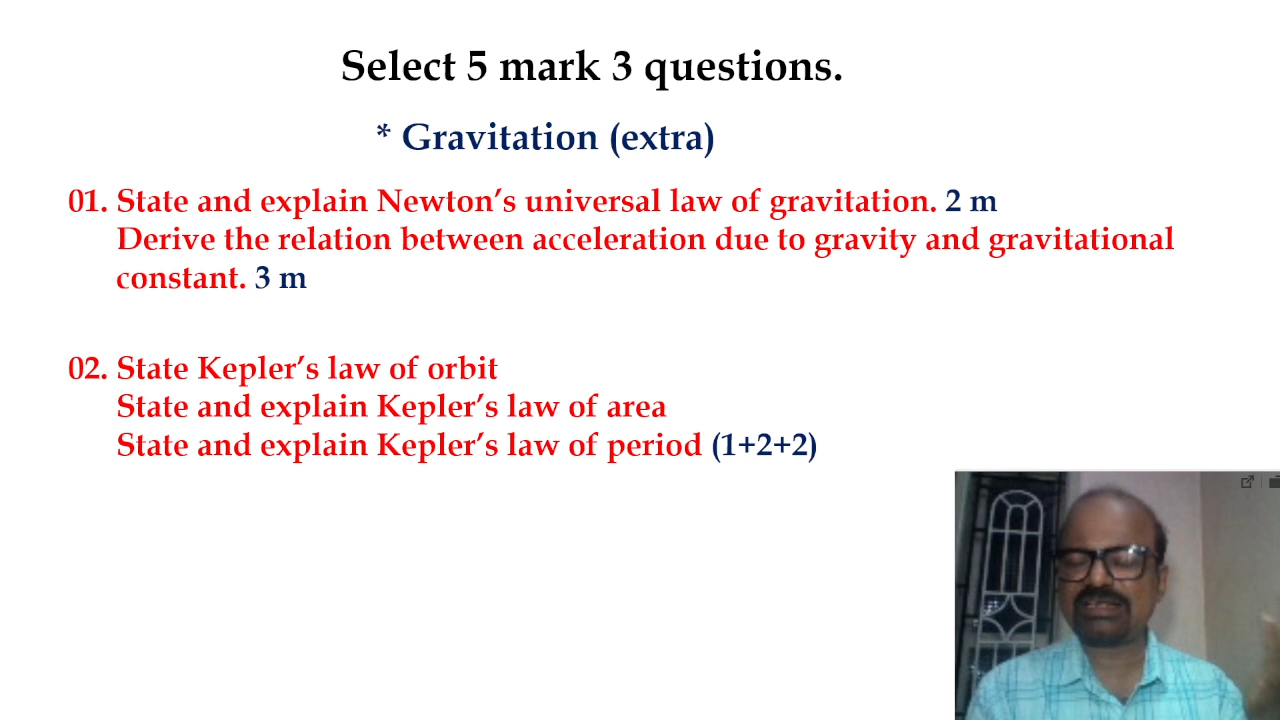 Select 5 mark 3 questions.
* Gravitation (extra)
01. State and explain Newton’s universal law of gravitation. 2 m
Derive the relation between acceleration due to gravity and gravitational
constant. 3 m
02. State Kepler’s law of orbit
State and explain Kepler’s law of area
State and explain Kepler’s law of period (1+2+2)